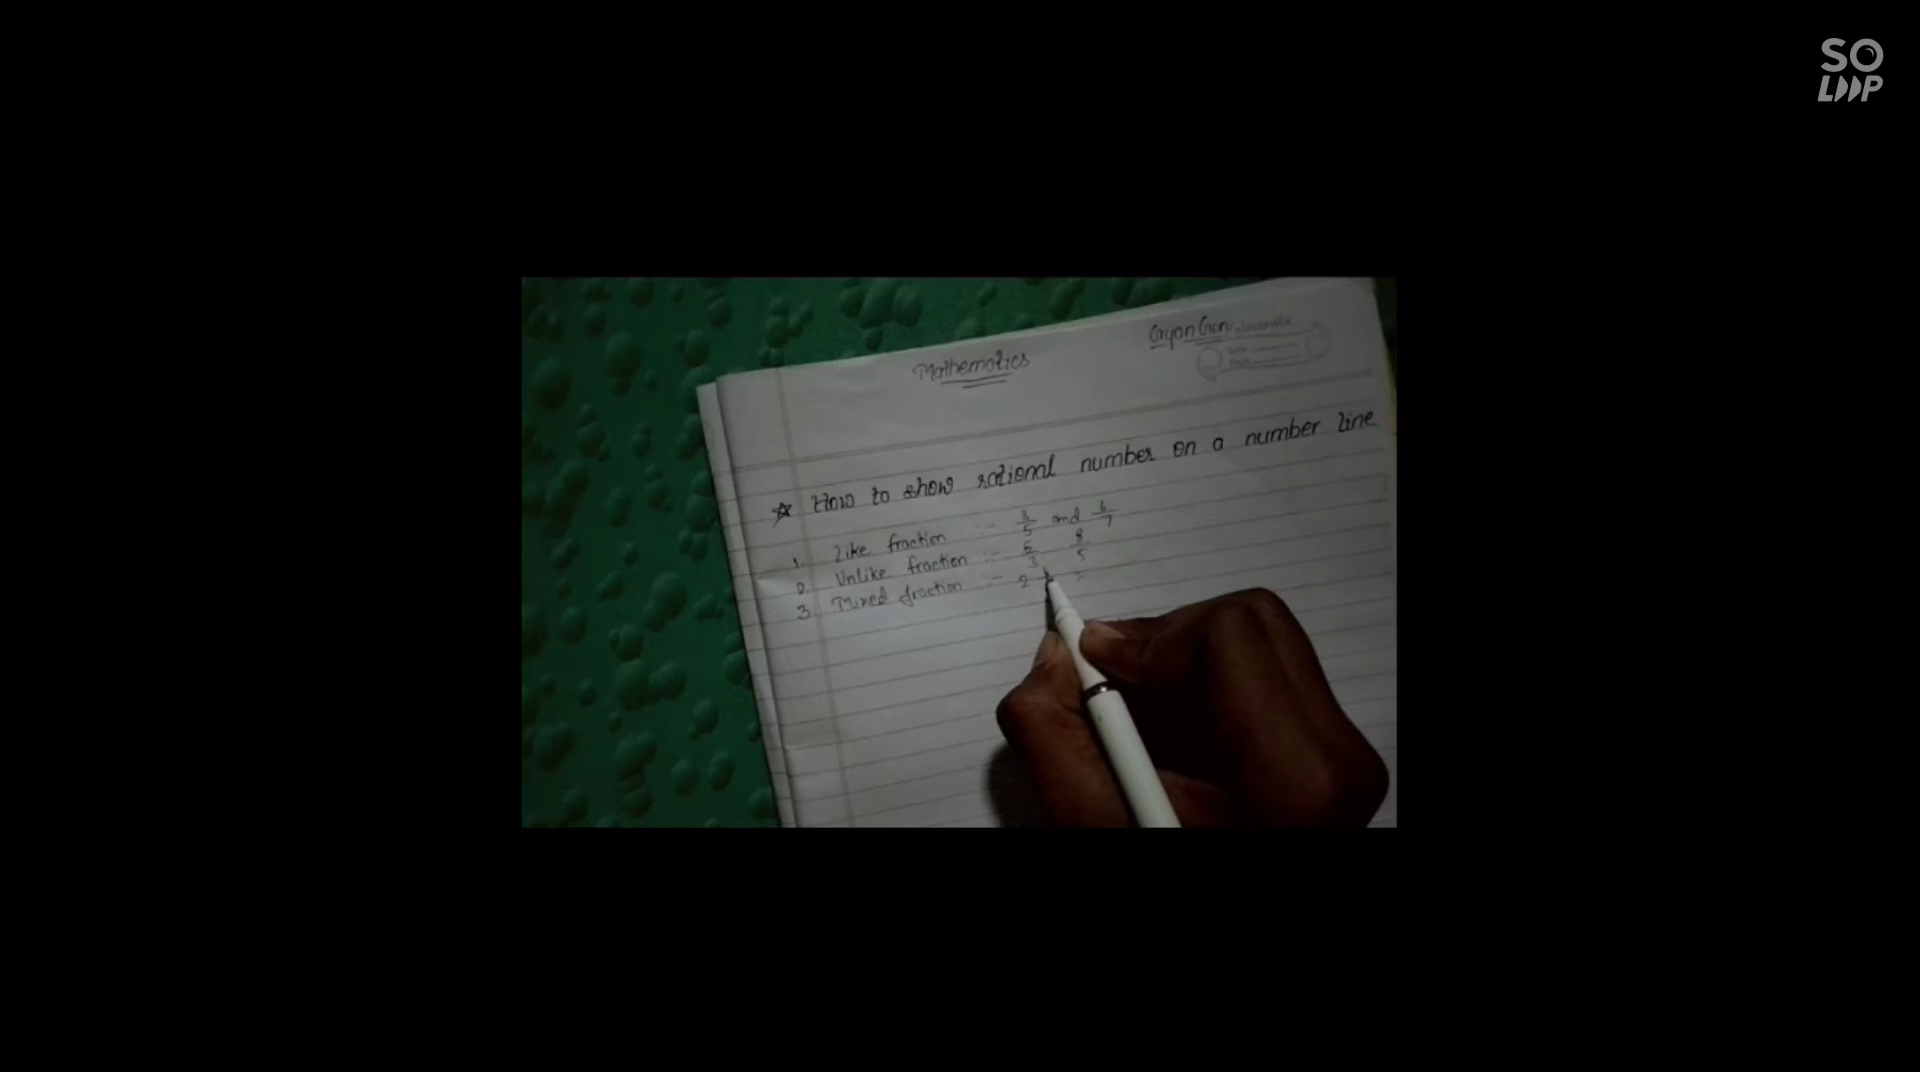 SO
LOOP
Gyan Guru
Mathematics
☆ How to show rational number on a number line
1. Like fraction :- 3/5 and 6/7
2. Unlike fraction :- 5/3 8/5
3. Mixed fraction :- 2